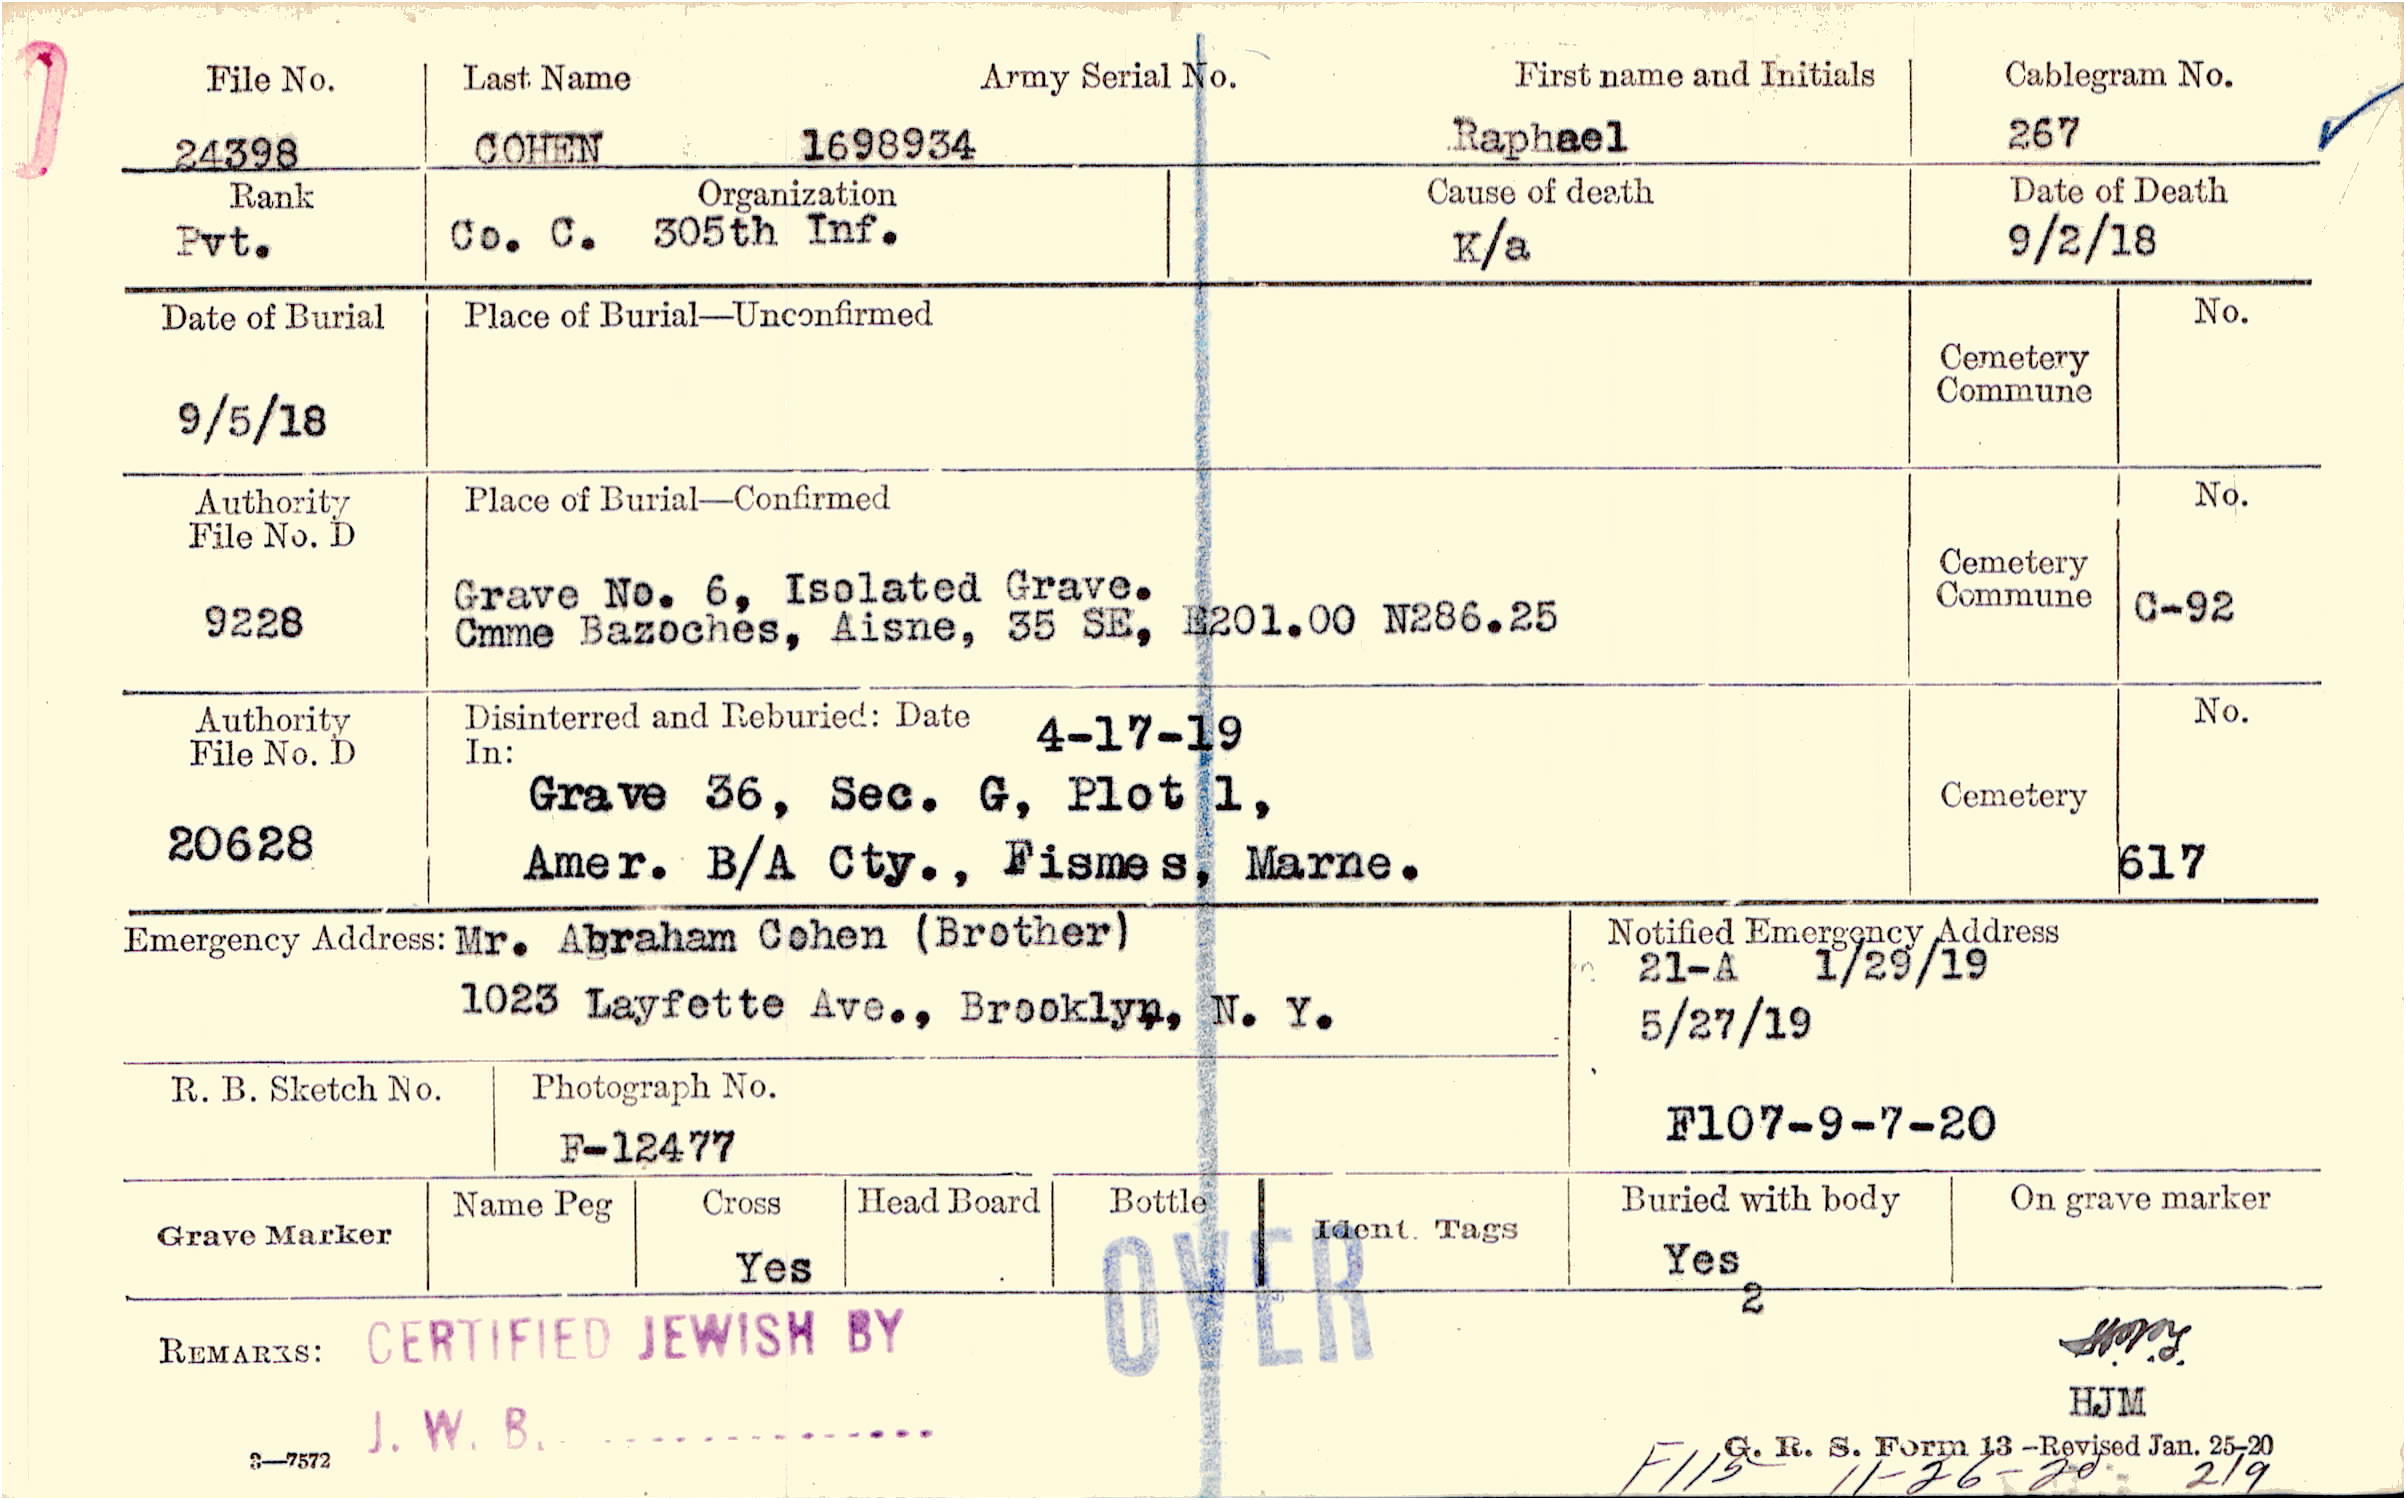 File No. Last Name Army Serial No. First name and Initials Cablegram No.
24398 COHEN 1698934 Raphael 267
Rank Organization Cause of death Date of Death
Pvt. Co. C. 305th Inf. K/a 9/2/18
Date of Burial Place of Burial—Unconfirmed No.
Cemetery
Commune
9/5/18
Authority Place of Burial—Confirmed No.
File No. D
Cemetery
Commune
Grave No. 6, Isolated Grave.
9228 Cmme Bazoches, Aisne, 35 SE, E201.00 N286.25 C-92
Authority Disinterred and Reburied: Date 4-17-19 No.
File No. D In:
Grave 36, Sec. G, Plot 1, Cemetery
20628 Amer. B/A Cty., Fismes, Marne. 617
Emergency Address: Mr. Abraham Cohen (Brother) Notified Emergency Address
21-A 1/29/19
1023 Layfette Ave., Brooklyn, N. Y. 5/27/19
R. B. Sketch No. Photograph No.
F-12477 F107-9-7-20
Grave Marker Name Peg Cross Head Board Bottle Ident. Tags Buried with body On grave marker
Yes Yes
2
OVER
REMARKS: CERTIFIED JEWISH BY
J. W. B.
HJM
3—7572 G. R. S. Form 13—Revised Jan. 25-20
F115 11-26-20 219